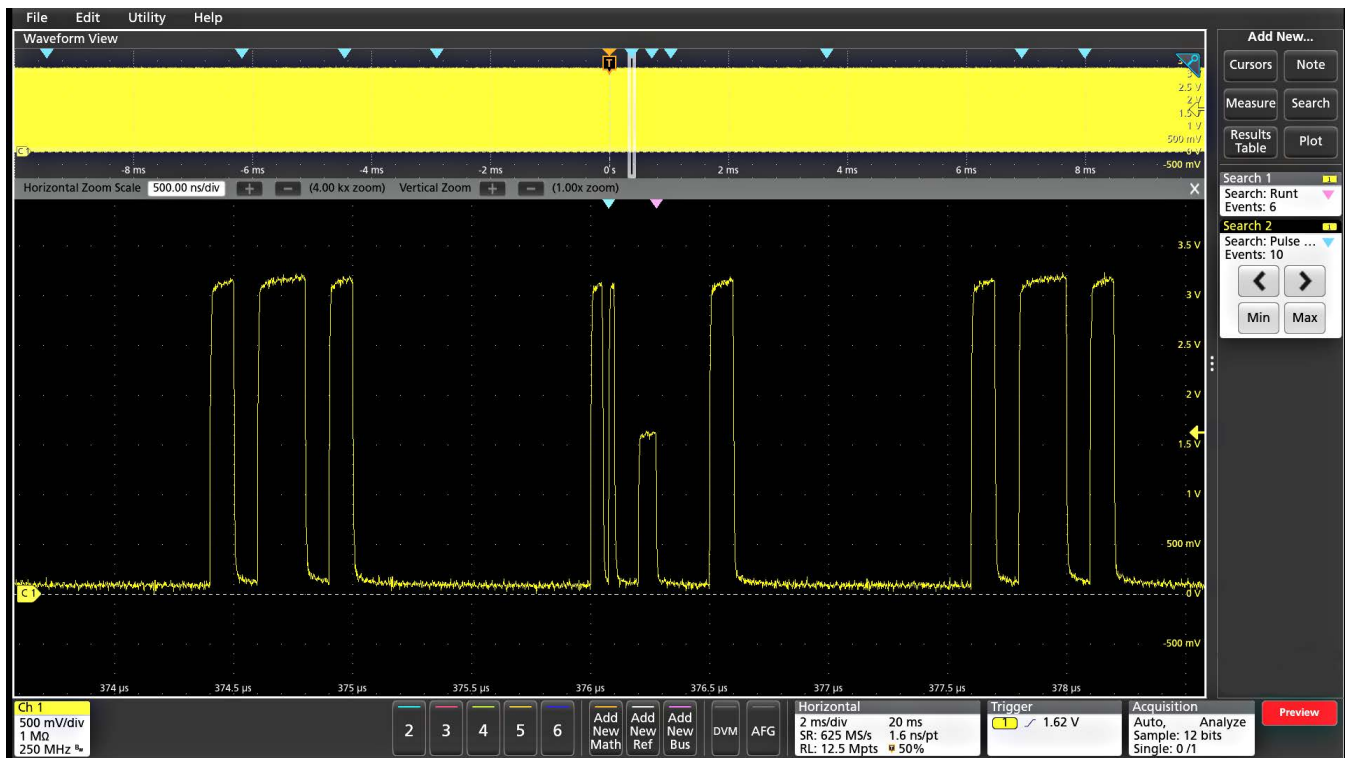 File Edit Utility Help
Waveform View
Add New...
Cursors Note
Measure Search
Results Table Plot
T
2.5 V
2 V
1 V
500 mV
0 V
-500 mV
C 1
-8 ms -6 ms -4 ms -2 ms 0 s 2 ms 4 ms 6 ms
Horizontal Zoom Scale 500.00 ns/div + - (4.00 kx zoom) Vertical Zoom + - (1.00x zoom) X
Search 1 1
Search: Runt
Events: 6
Search 2 1
Search: Pulse ...
Events: 10
< >
Min Max
3.5 V
3 V
2.5 V
2 V
1.5 V
1 V
500 mV
C 1
0 V
-500 mV
374 µs 374.5 µs 375 µs 375.5 µs 376 µs 376.5 µs 377 µs 377.5 µs 378 µs
Ch 1
500 mV/div
1 MΩ
250 MHz
2 3 4 5 6
Add New Math
Add New Ref
Add New Bus
DVM
AFG
Horizontal
2 ms/div 20 ms
SR: 625 MS/s 1.6 ns/pt
RL: 12.5 Mpts 50%
Trigger
1 1.62 V
Acquisition
Auto, Analyze
Sample: 12 bits
Single: 0 /1
Preview